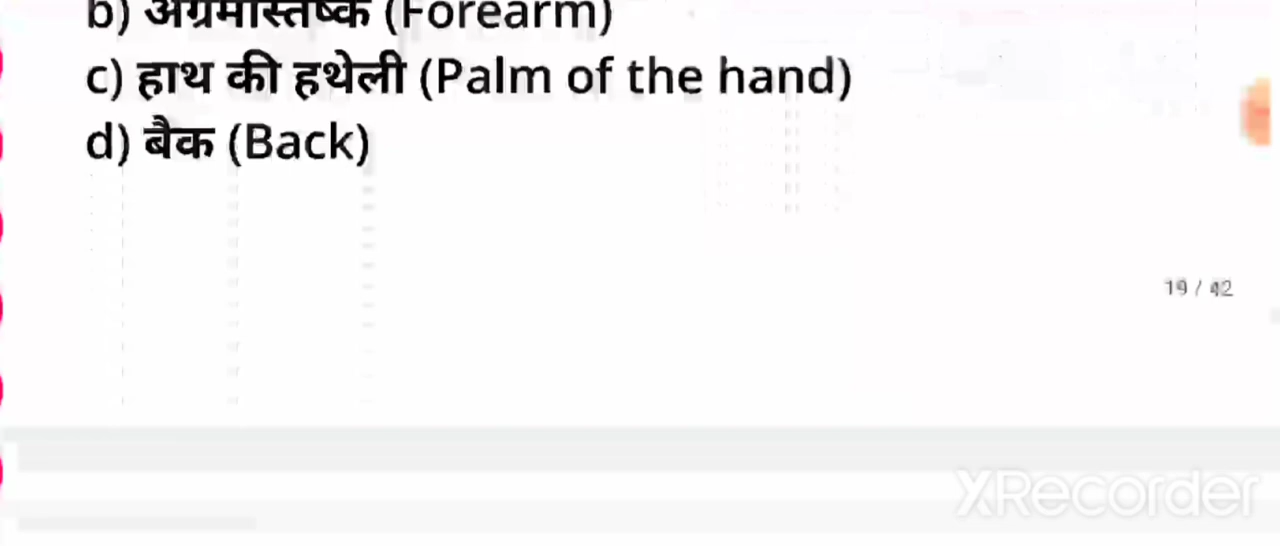 b) अग्रमस्तिष्क (Forearm)
c) हाथ की हथेली (Palm of the hand)
d) बैक (Back)
19 / 42
XRecorder